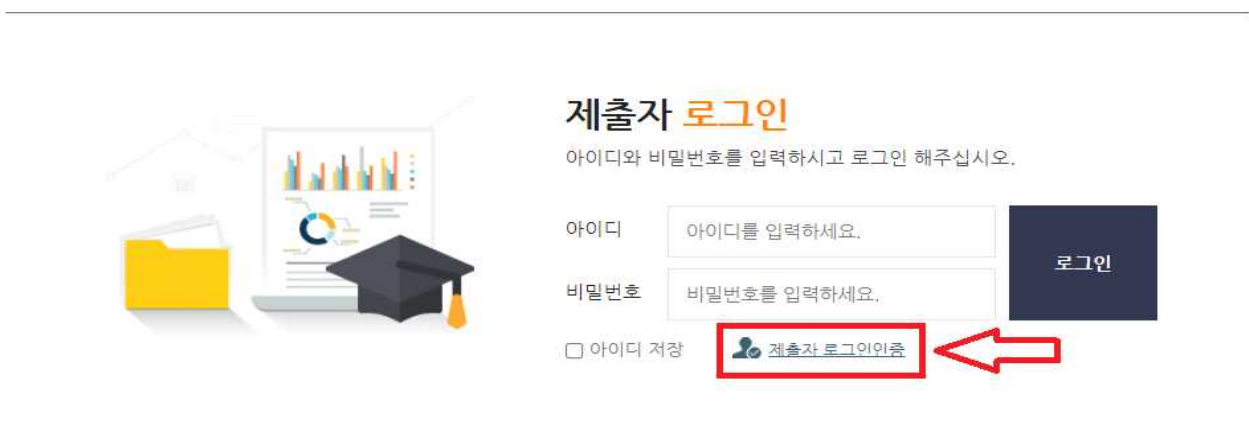 제출자 로그인
아이디와 비밀번호를 입력하시고 로그인 해주십시오.
아이디
아이디를 입력하세요.
로그인
비밀번호
비밀번호를 입력하세요.
아이디 저장
제출자 로그인인증